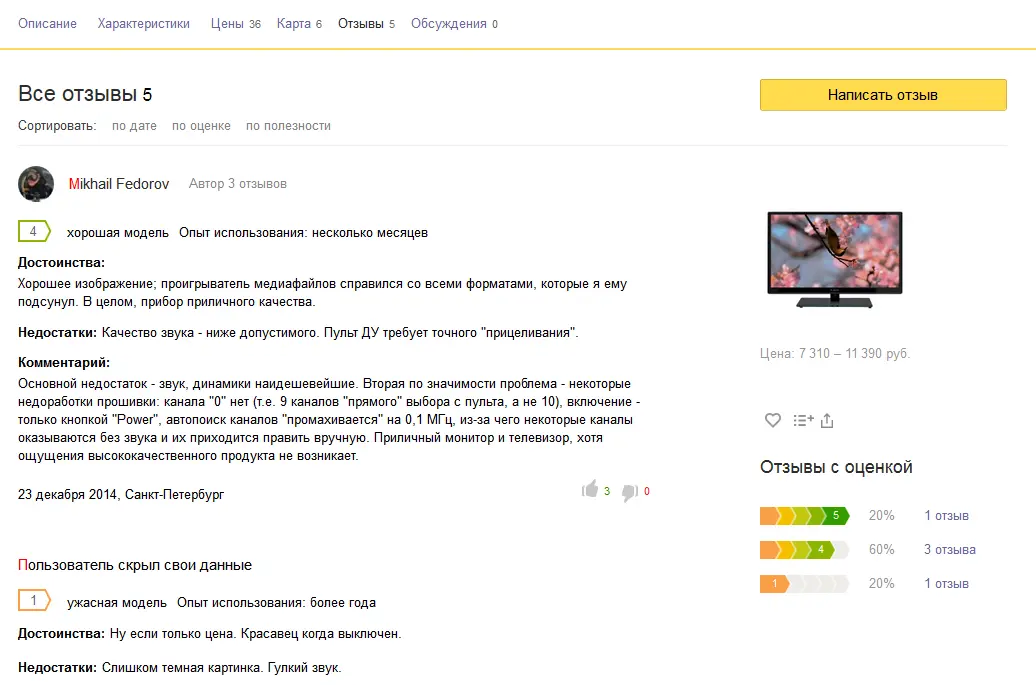 Описание Характеристики Цены 36 Карта 6 Отзывы 5 Обсуждения 0
Все отзывы 5
Написать отзыв
Сортировать: по дате по оценке по полезности
Mikhail Fedorov Автор 3 отзывов
4 хорошая модель Опыт использования: несколько месяцев
Достоинства:
Хорошее изображение; проигрыватель медиафайлов справился со всеми форматами, которые я ему
подсунул. В целом, прибор приличного качества.
Недостатки: Качество звука - ниже допустимого. Пульт ДУ требует точного "прицеливания".
Комментарий:
Основной недостаток - звук, динамики наидешевейшие. Вторая по значимости проблема - некоторые
недоработки прошивки: канала "0" нет (т.е. 9 каналов "прямого" выбора с пульта, а не 10), включение -
только кнопкой "Power", автопоиск каналов "промахивается" на 0,1 МГц, из-за чего некоторые каналы
оказываются без звука и их приходится править вручную. Приличный монитор и телевизор, хотя
ощущения высококачественного продукта не возникает.
23 декабря 2014, Санкт-Петербург 3 0
Пользователь скрыл свои данные
1 ужасная модель Опыт использования: более года
Достоинства: Ну если только цена. Красавец когда выключен.
Недостатки: Слишком темная картинка. Гулкий звук.
Цена: 7 310 – 11 390 руб.
Отзывы с оценкой
5 20% 1 отзыв
4 60% 3 отзыва
1 20% 1 отзыв